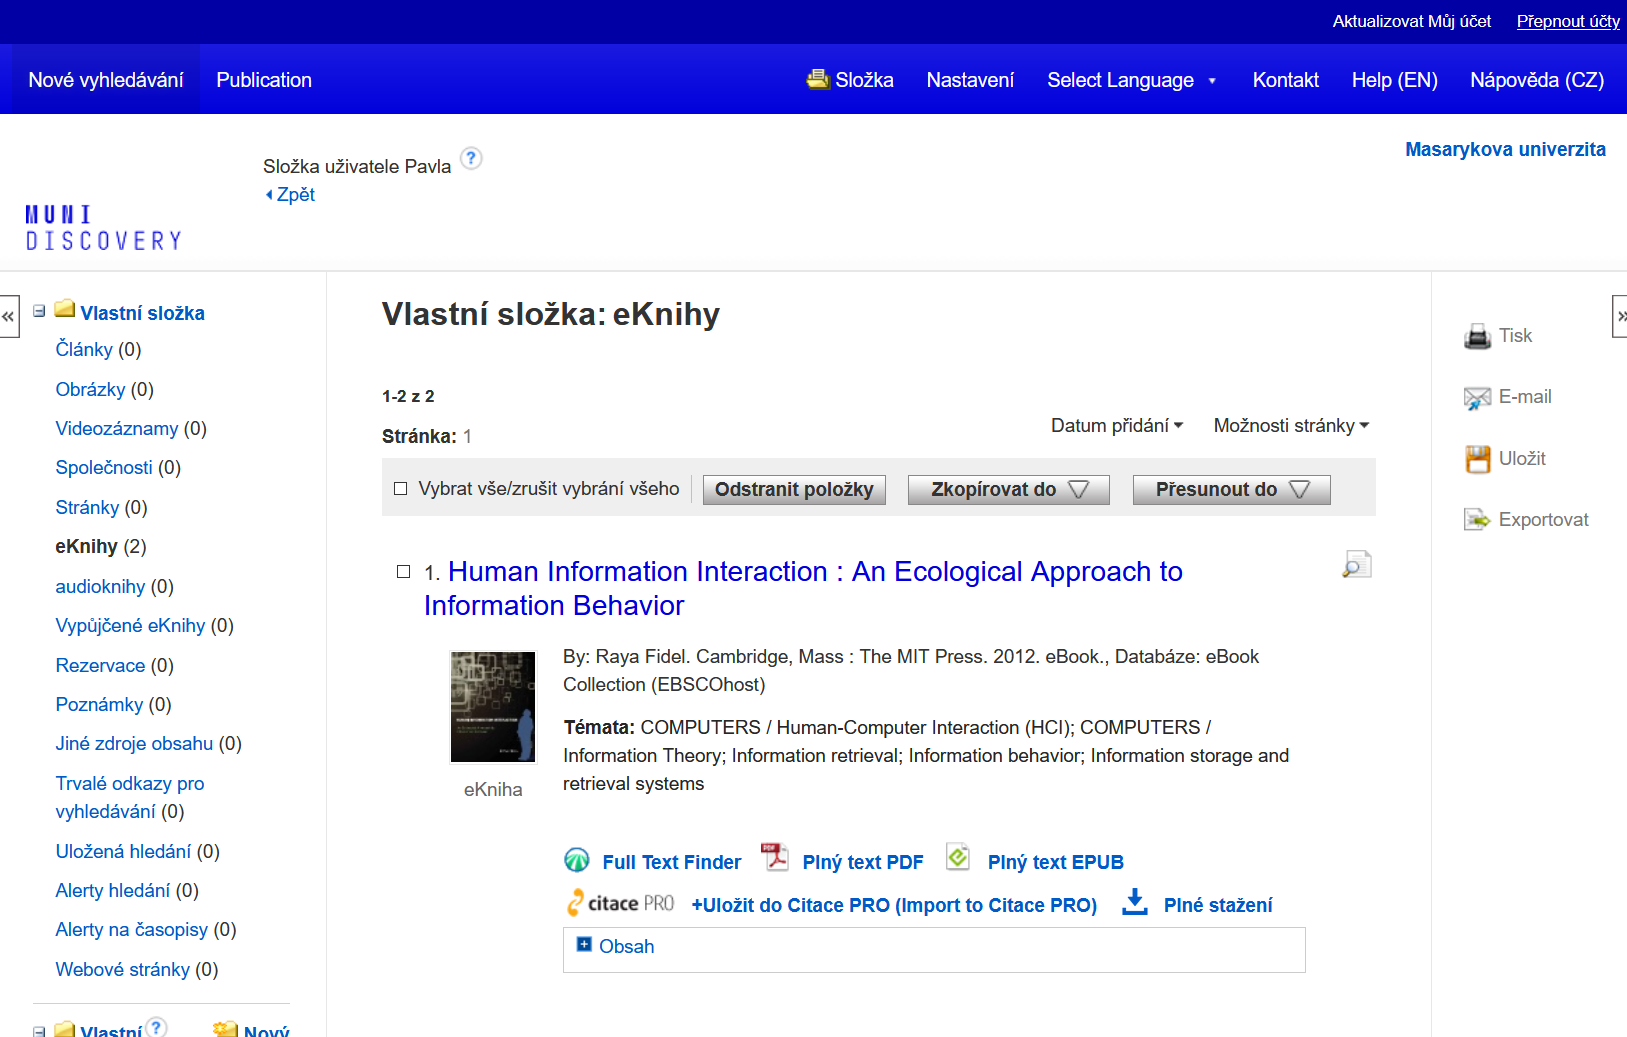 Aktualizovat Můj účet Přepnout účty
Nové vyhledávání Publication Složka Nastavení Select Language Kontakt Help (EN) Nápověda (CZ)
Složka uživatele Pavla ?
Zpět
Masarykova univerzita
MUNI
DISCOVERY
Vlastní složka
Články (0)
Obrázky (0)
Videozáznamy (0)
Společnosti (0)
Stránky (0)
eKnihy (2)
audioknihy (0)
Vypůjčené eKnihy (0)
Rezervace (0)
Poznámky (0)
Jiné zdroje obsahu (0)
Trvalé odkazy pro
vyhledávání (0)
Uložená hledání (0)
Alerty hledání (0)
Alerty na časopisy (0)
Webové stránky (0)
Vlastní ? Nový
Vlastní složka: eKnihy
1-2 z 2
Stránka: 1
Datum přidání Možnosti stránky
Vybrat vše/zrušit vybrání všeho Odstranit položky Zkopírovat do Přesunout do
1. Human Information Interaction : An Ecological Approach to
Information Behavior
eKniha
By: Raya Fidel. Cambridge, Mass : The MIT Press. 2012. eBook., Databáze: eBook
Collection (EBSCOhost)
Témata: COMPUTERS / Human-Computer Interaction (HCI); COMPUTERS /
Information Theory; Information retrieval; Information behavior; Information storage and
retrieval systems
Full Text Finder PDF Plný text PDF Plný text EPUB
citace PRO +Uložit do Citace PRO (Import to Citace PRO) Plné stažení
Obsah
Tisk
E-mail
Uložit
Exportovat